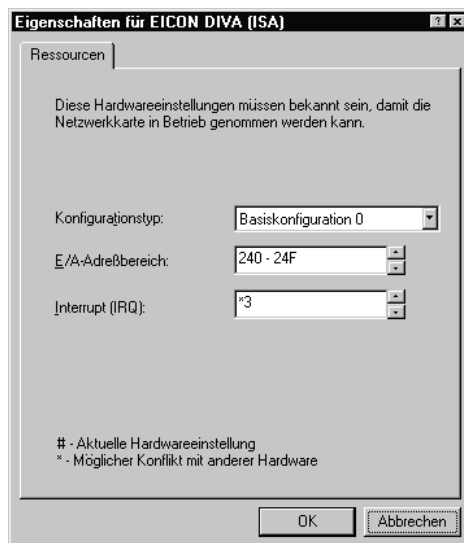 Eigenschaften für EICON DIVA (ISA)
Ressourcen
Diese Hardwareeinstellungen müssen bekannt sein, damit die
Netzwerkkarte in Betrieb genommen werden kann.
Konfigurationstyp: Basiskonfiguration 0
E/A-Adreßbereich: 240 - 24F
Interrupt (IRQ): *3
# - Aktuelle Hardwareeinstellung
* - Möglicher Konflikt mit anderer Hardware
OK Abbrechen